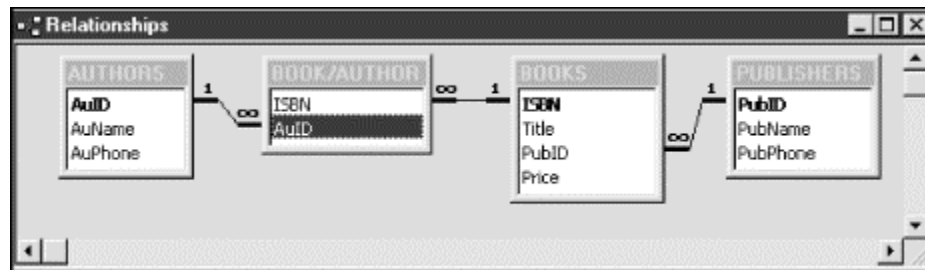 Relationships
AUTHORS
AuID
AuName
AuPhone
1
∞
BOOK/AUTHOR
ISBN
AuID
∞
1
BOOKS
ISBN
Title
PubID
Price
∞
1
PUBLISHERS
PubID
PubName
PubPhone